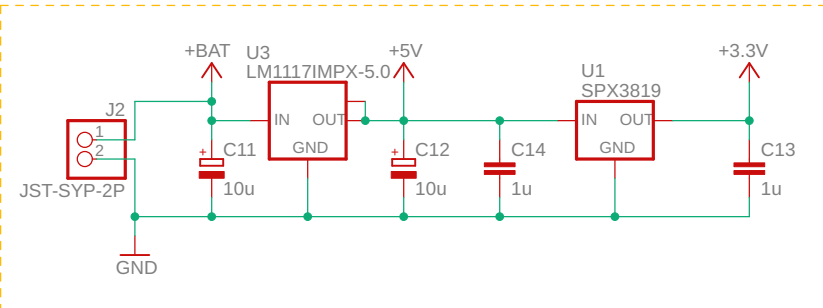 +BAT
U3
LM1117IMPX-5.0
+5V
U1
SPX3819
+3.3V
J2
1
2
JST-SYP-2P
IN
OUT
GND
IN
OUT
GND
+
C11
10u
+
C12
10u
C14
1u
C13
1u
GND